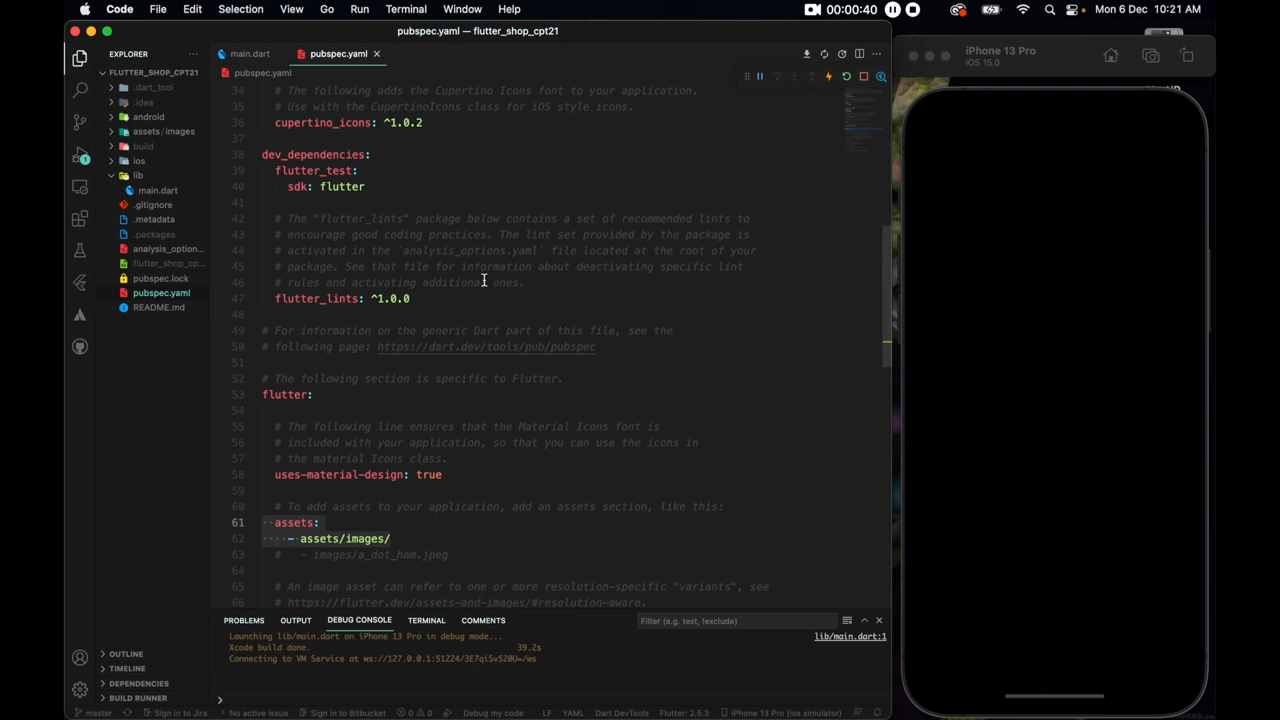 Code File Edit Selection View Go Run Terminal Window Help
00:00:40
Mon 6 Dec 10:21 AM
pubspec.yaml — flutter_shop_cpt21
EXPLORER
FLUTTER_SHOP_CPT21
.dart_tool
.idea
android
assets/images
build
ios
lib
main.dart
.gitignore
.metadata
.packages
analysis_option...
flutter_shop_cp...
pubspec.lock
pubspec.yaml
README.md
OUTLINE
TIMELINE
DEPENDENCIES
BUILD RUNNER
main.dart
pubspec.yaml
pubspec.yaml
34 # The following adds the Cupertino Icons font to your application.
35 # Use with the CupertinoIcons class for iOS style icons.
36 cupertino_icons: ^1.0.2
37
38 dev_dependencies:
39 flutter_test:
40 sdk: flutter
41
42 # The "flutter_lints" package below contains a set of recommended lints to
43 # encourage good coding practices. The lint set provided by the package is
44 # activated in the `analysis_options.yaml` file located at the root of your
45 # package. See that file for information about deactivating specific lint
46 # rules and activating additional ones.
47 flutter_lints: ^1.0.0
48
49 # For information on the generic Dart part of this file, see the
50 # following page: https://dart.dev/tools/pub/pubspec
51
52 # The following section is specific to Flutter.
53 flutter:
54
55 # The following line ensures that the Material Icons font is
56 # included with your application, so that you can use the icons in
57 # the material Icons class.
58 uses-material-design: true
59
60 # To add assets to your application, add an assets section, like this:
61 assets:
62 - assets/images/
63 # - images/a_dot_ham.jpeg
64
65 # An image asset can refer to one or more resolution-specific "variants", see
66 # https://flutter.dev/assets-and-images/#resolution-aware.
PROBLEMS OUTPUT DEBUG CONSOLE TERMINAL COMMENTS
Filter (e.g. text, !exclude)
Launching lib/main.dart on iPhone 13 Pro in debug mode...
lib/main.dart:1
Xcode build done. 39.2s
Connecting to VM Service at ws://127.0.0.1:51224/3E7qiSvS20U=/ws
master Sign in to Jira No active issue Sign in to Bitbucket 0 0 Debug my code LF YAML Dart DevTools Flutter: 2.5.3 iPhone 13 Pro (ios simulator)
iPhone 13 Pro
iOS 15.0